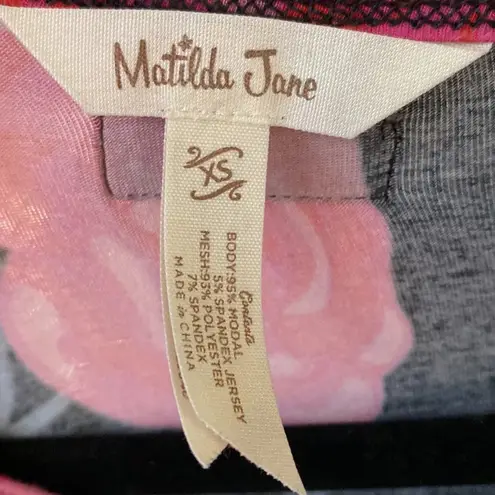 Matilda Jane
XS
Contents
BODY:95% MODAL
5% SPANDEX JERSEY
MESH:93% POLYESTER
7% SPANDEX
MADE in CHINA